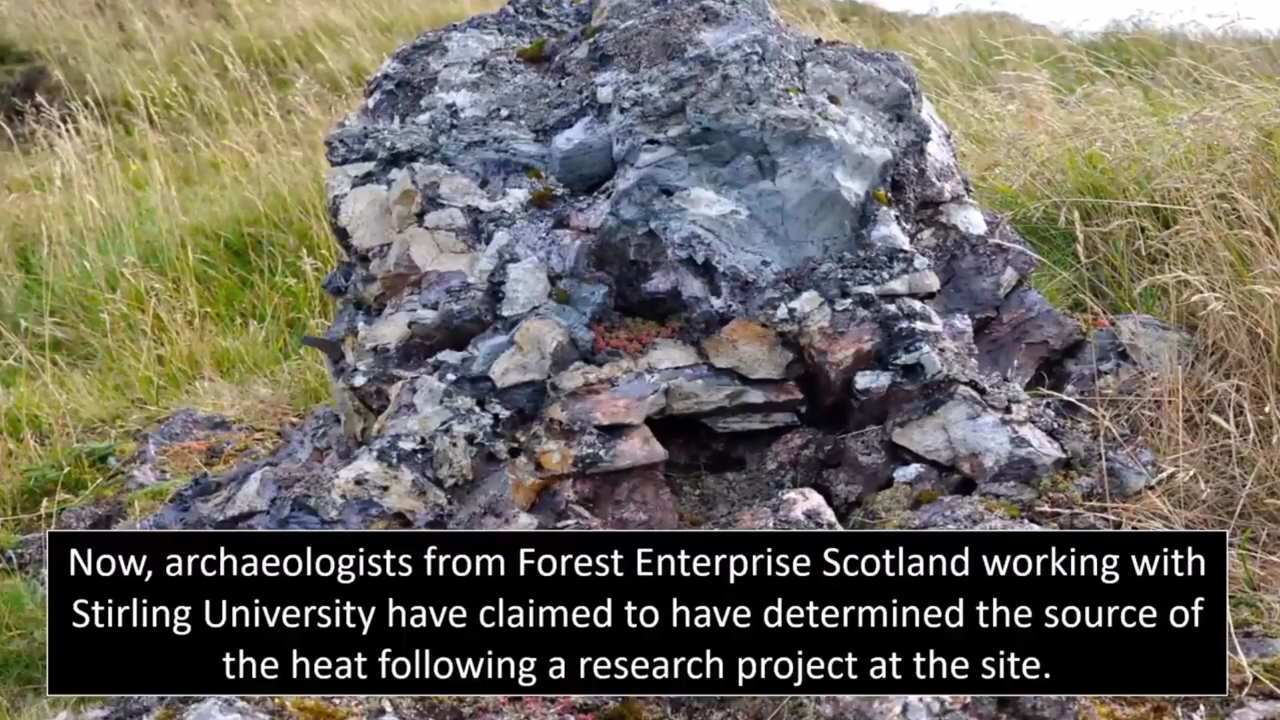 Now, archaeologists from Forest Enterprise Scotland working with
Stirling University have claimed to have determined the source of
the heat following a research project at the site.